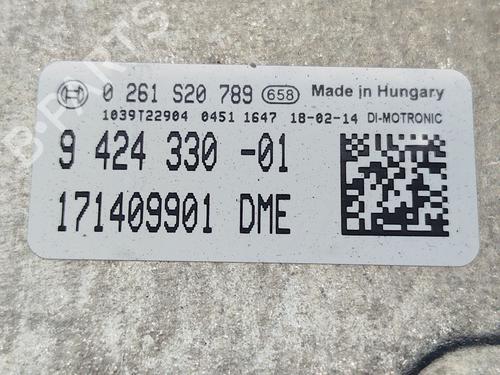 0 261 S20 789 658 Made in Hungary
1039T22904 0451 1647 18-02-14 DI-MOTRONIC
9 424 330 -01
171409901 DME
B-PARTS